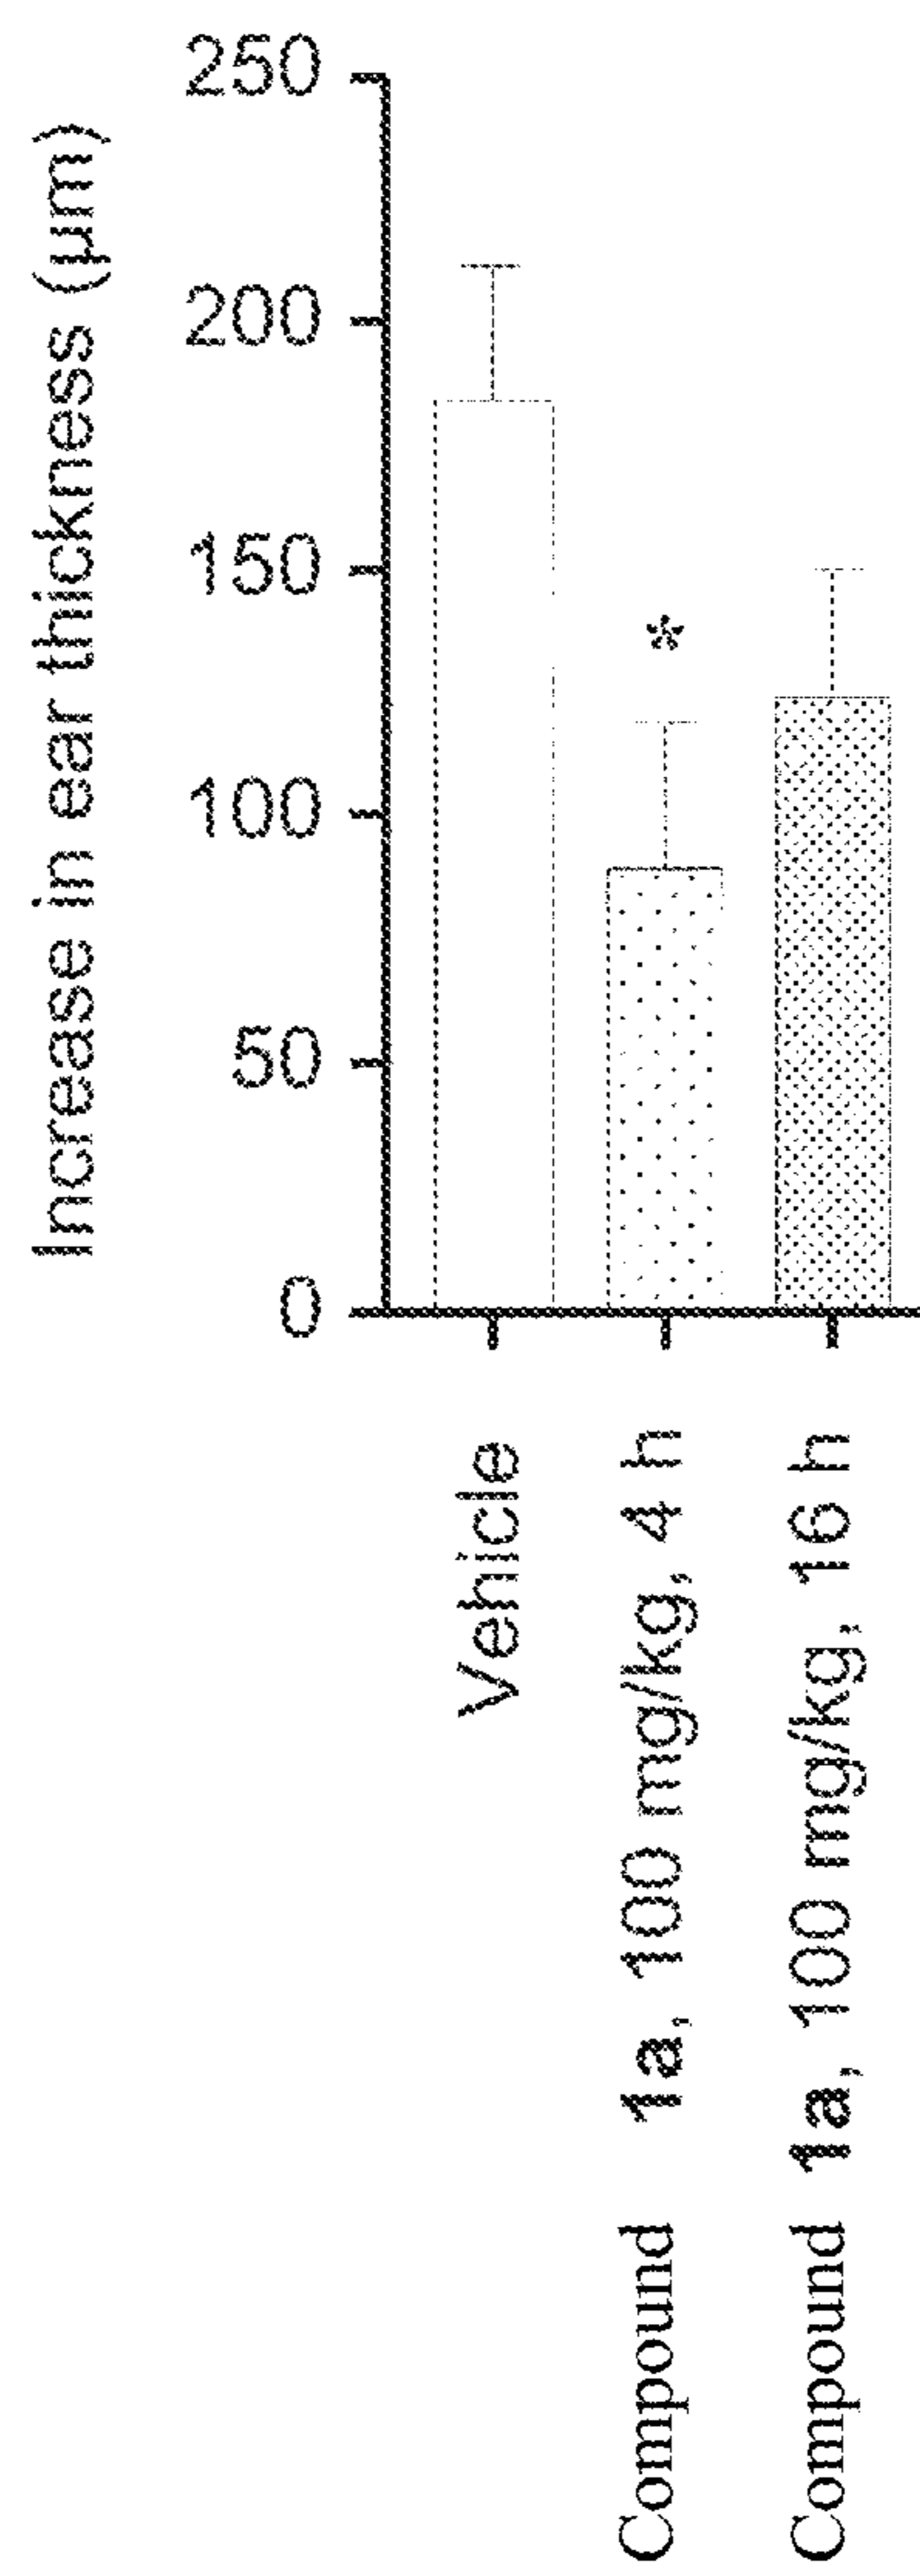 Increase in ear thickness (µm)
250
200
150
100
50
0
*
Vehicle
Compound 1a, 100 mg/kg, 4 h
Compound 1a, 100 mg/kg, 16 h